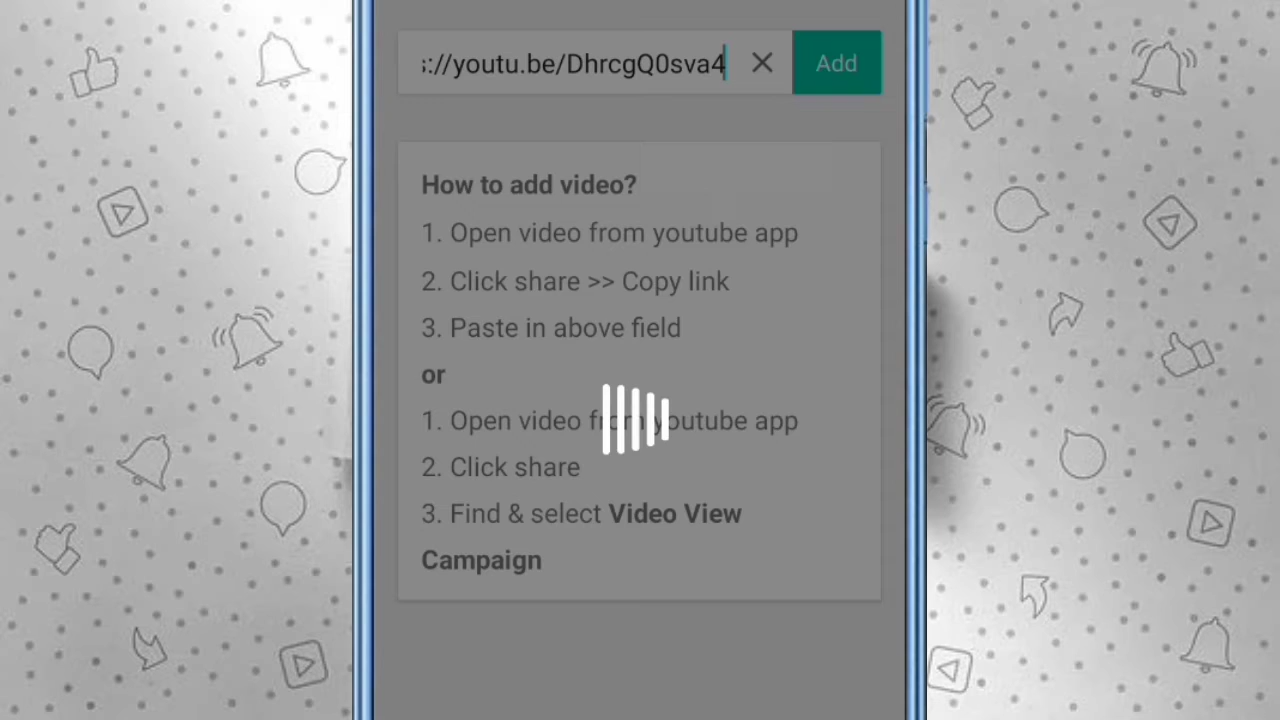 ://youtu.be/DhrcgQ0sva4
Add
How to add video?
1. Open video from youtube app
2. Click share >> Copy link
3. Paste in above field
or
1. Open video from youtube app
2. Click share
3. Find & select Video View
Campaign